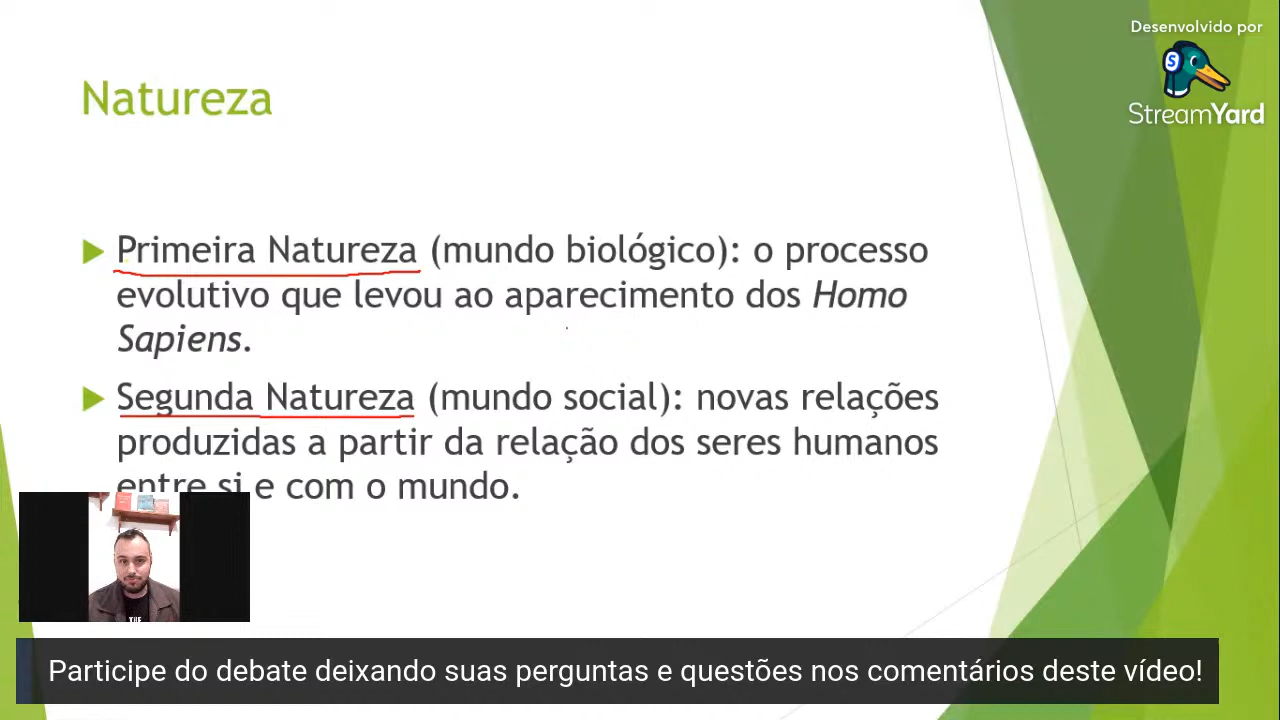 Desenvolvido por
StreamYard
Natureza
Primeira Natureza (mundo biológico): o processo
evolutivo que levou ao aparecimento dos Homo
Sapiens.
Segunda Natureza (mundo social): novas relações
produzidas a partir da relação dos seres humanos
entre si e com o mundo.
THE
Participe do debate deixando suas perguntas e questões nos comentários deste vídeo!